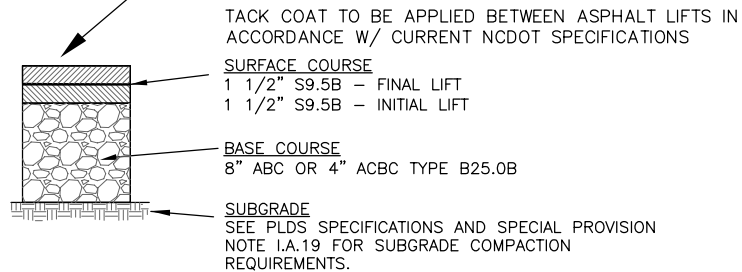 TACK COAT TO BE APPLIED BETWEEN ASPHALT LIFTS IN
ACCORDANCE W/ CURRENT NCDOT SPECIFICATIONS
SURFACE COURSE
1 1/2" S9.5B – FINAL LIFT
1 1/2" S9.5B – INITIAL LIFT
BASE COURSE
8" ABC OR 4" ACBC TYPE B25.0B
SUBGRADE
SEE PLDS SPECIFICATIONS AND SPECIAL PROVISION
NOTE I.A.19 FOR SUBGRADE COMPACTION
REQUIREMENTS.